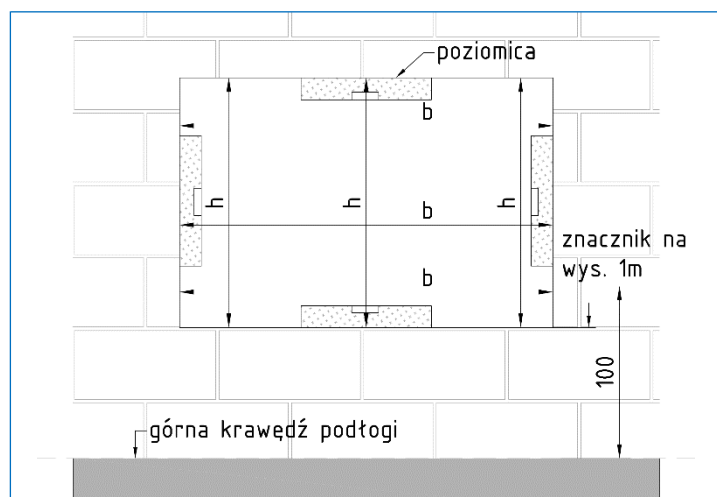 poziomica
b
h
h
h
b
znacznik na
wys. 1m
b
100
górna krawędź podłogi